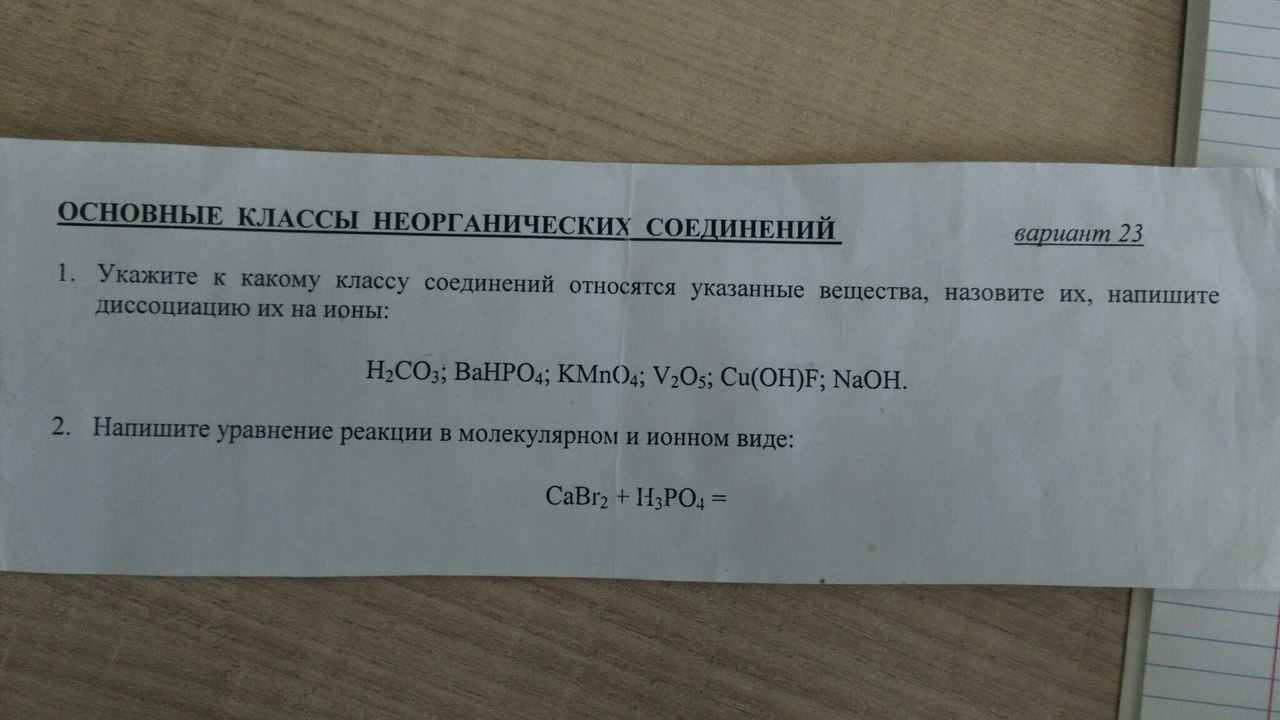 ОСНОВНЫЕ КЛАССЫ НЕОРГАНИЧЕСКИХ СОЕДИНЕНИЙ вариант 23
1. Укажите к какому классу соединений относятся указанные вещества, назовите их, напишите
диссоциацию их на ионы:
H₂CO₃; BaHPO₄; KMnO₄; V₂O₅; Cu(OH)F; NaOH.
2. Напишите уравнение реакции в молекулярном и ионном виде:
CaBr₂ + H₃PO₄ =